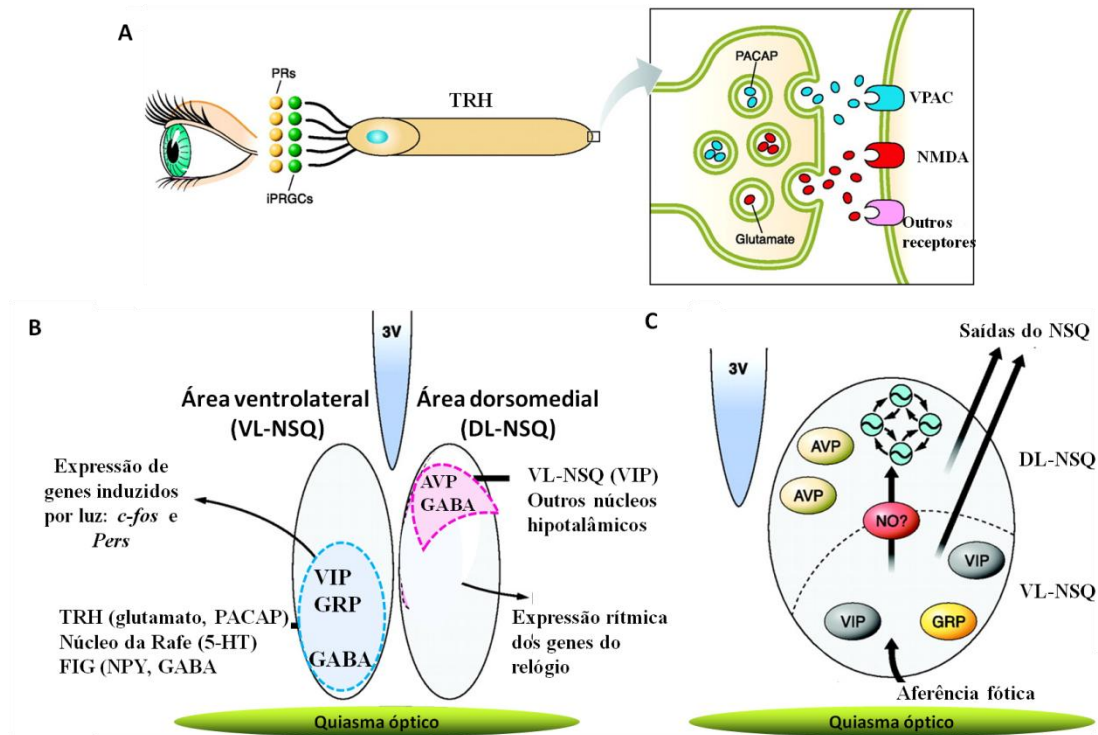 A
PRs
iPRGCs
TRH
PACAP
Glutamate
VPAC
NMDA
Outros
receptores
B
3V
Área ventrolateral
(VL-NSQ)
Área dorsomedial
(DL-NSQ)
Expressão de
genes induzidos
por luz: c-fos e
Pers
AVP
GABA
VL-NSQ (VIP)
Outros núcleos
hipotalâmicos
VIP
GRP
GABA
TRH (glutamato, PACAP)
Núcleo da Rafe (5-HT)
FIG (NPY, GABA
Expressão rítmica
dos genes do
relógio
Quiasma óptico
C
3V
Saídas do NSQ
AVP
AVP
DL-NSQ
NO?
VIP
VL-NSQ
VIP
GRP
Aferência fótica
Quiasma óptico